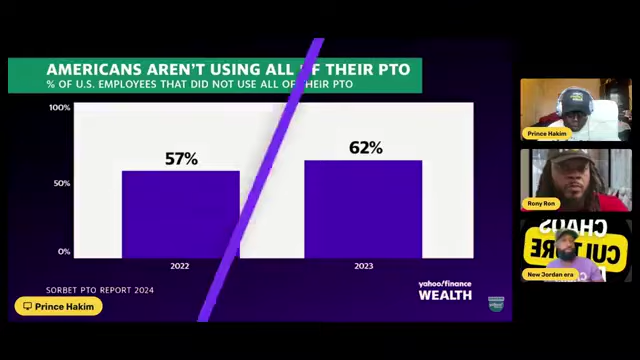 AMERICANS AREN'T USING ALL OF THEIR PTO
% OF U.S. EMPLOYEES THAT DID NOT USE ALL OF THEIR PTO
100%
50%
0%
57%
62%
2022
2023
SORBET PTO REPORT 2024
yahoo/finance
WEALTH
Prince Hakim
Prince Hakim
Rony Ron
CHAOS
CULTURE
New Jordan era